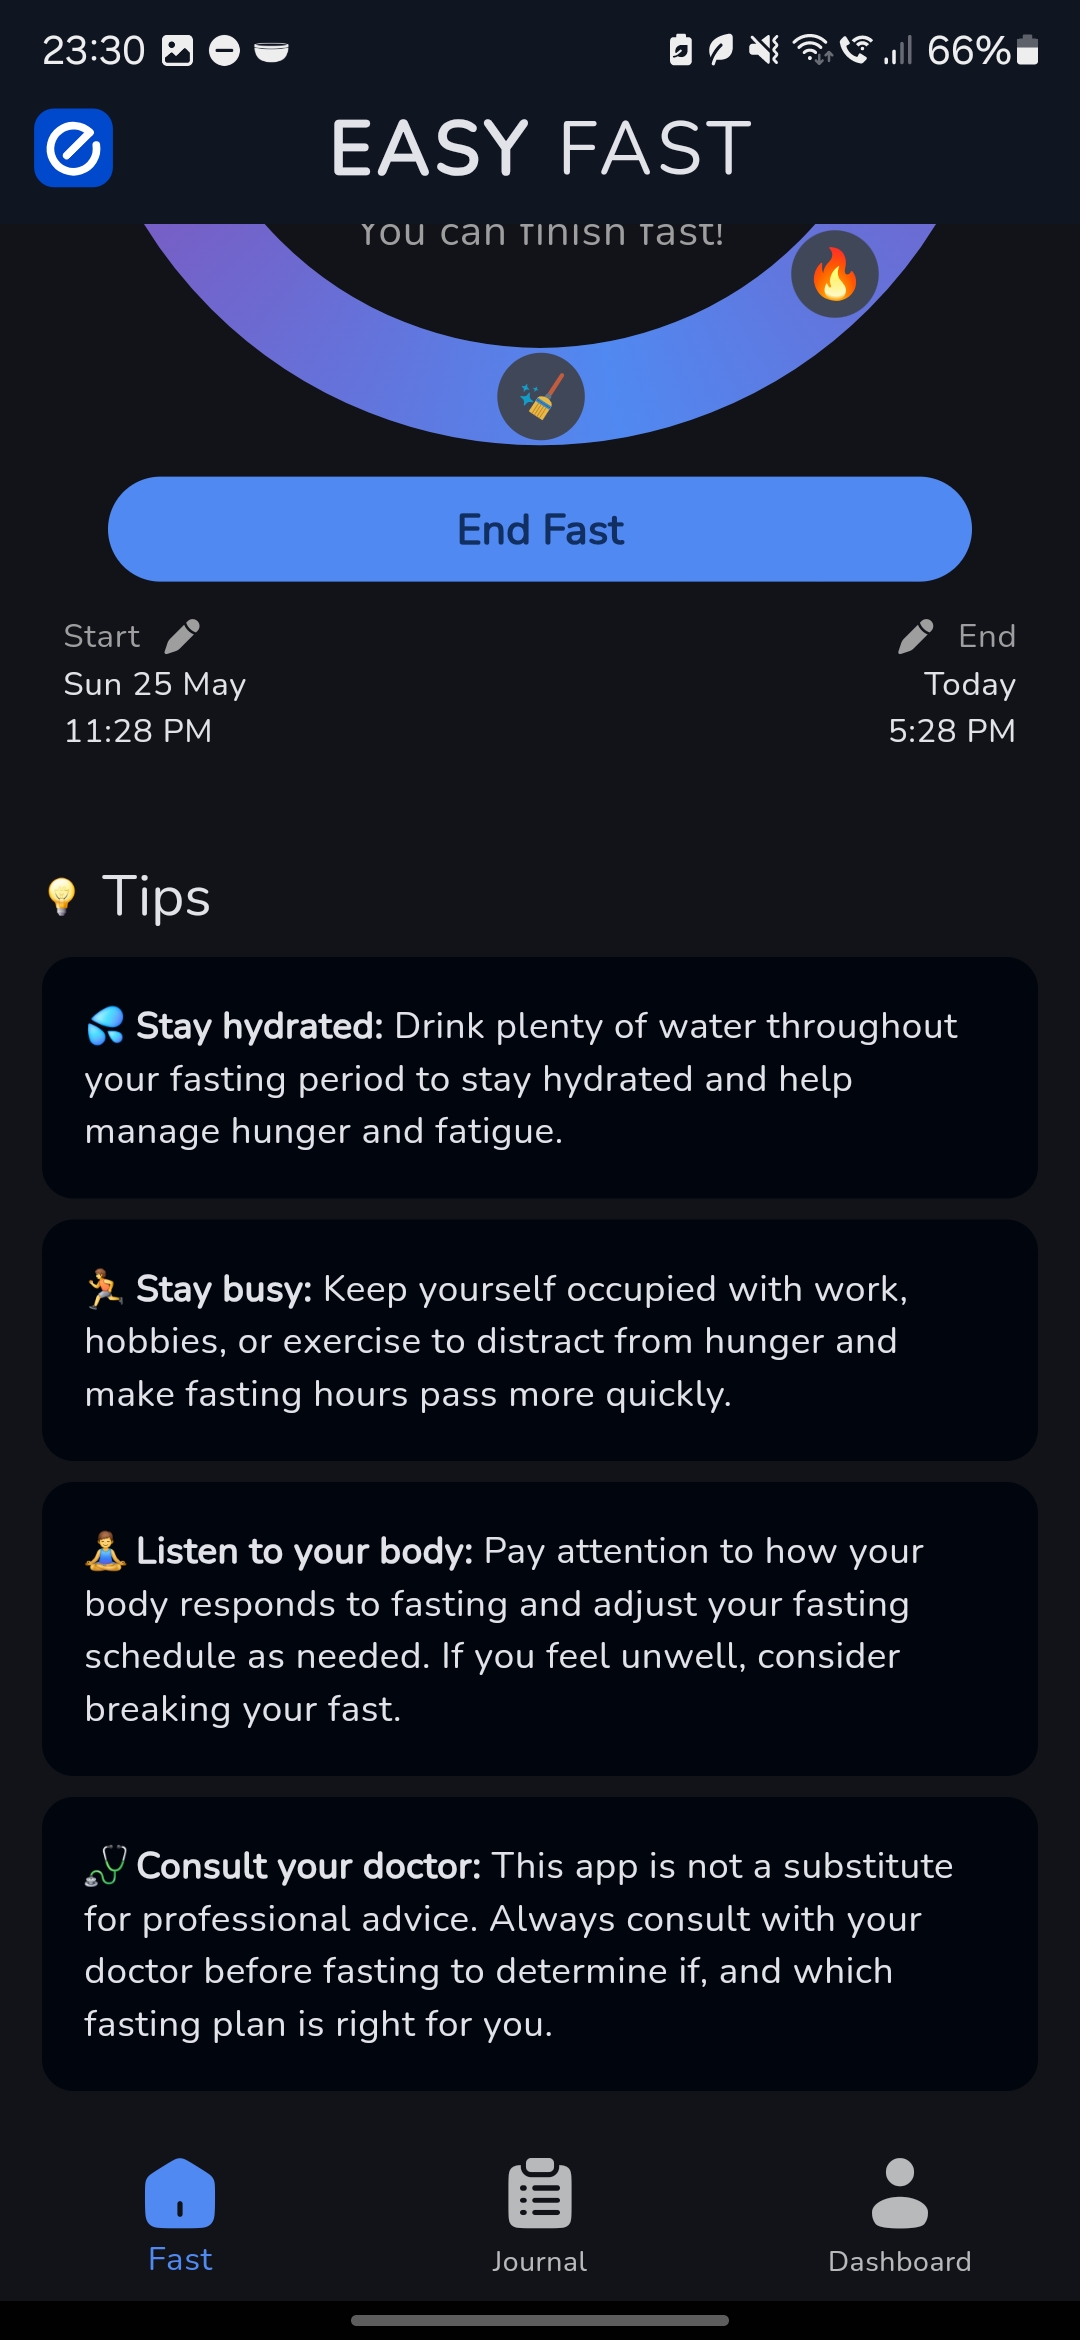 23:30 66%
EASY FAST
You can finish fast!
End Fast
Start End
Sun 25 May Today
11:28 PM 5:28 PM
Tips
Stay hydrated: Drink plenty of water throughout
your fasting period to stay hydrated and help
manage hunger and fatigue.
Stay busy: Keep yourself occupied with work,
hobbies, or exercise to distract from hunger and
make fasting hours pass more quickly.
Listen to your body: Pay attention to how your
body responds to fasting and adjust your fasting
schedule as needed. If you feel unwell, consider
breaking your fast.
Consult your doctor: This app is not a substitute
for professional advice. Always consult with your
doctor before fasting to determine if, and which
fasting plan is right for you.
Fast Journal Dashboard